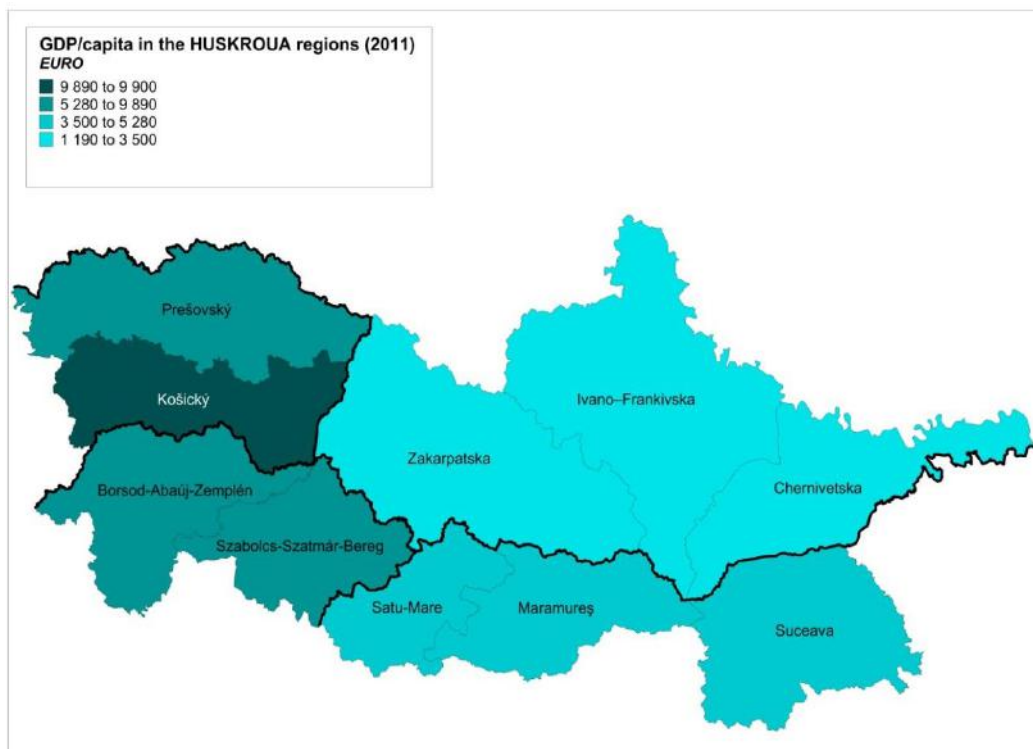 GDP/capita in the HUSKROUA regions (2011)
EURO
9 890 to 9 900
5 280 to 9 890
3 500 to 5 280
1 190 to 3 500
Prešovský
Košický
Ivano–Frankivska
Zakarpatska
Chernivetska
Borsod-Abaúj-Zemplén
Szabolcs-Szatmár-Bereg
Satu-Mare
Maramureş
Suceava